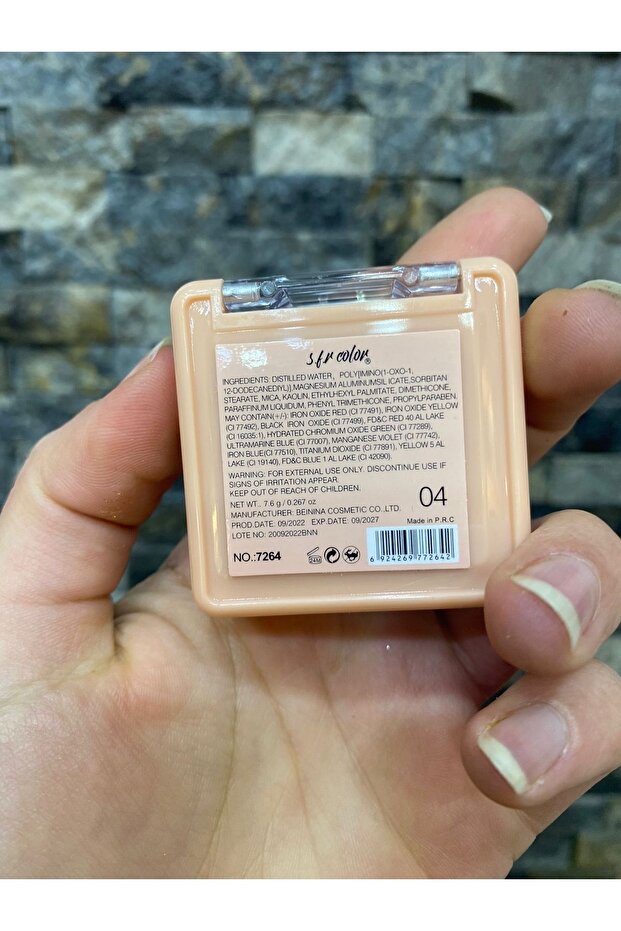 sfr color®
INGREDIENTS: DISTILLED WATER, POLY[IMINO(1-OXO-1,
12-DODECANEDIYL)].MAGNESIUM ALUMINUMSIL ICATE,SORBITAN
STEARATE, MICA, KAOLIN, ETHYLHEXYL PALMITATE, DIMETHICONE,
PARAFFINUM LIQUIDUM, PHENYL TRIMETHICONE, PROPYLPARABEN.
MAY CONTAIN(+/-): IRON OXIDE RED (CI 77491), IRON OXIDE YELLOW
(CI 77492), BLACK IRON OXIDE (CI 77499), FD&C RED 40 AL LAKE
(CI 16035:1), HYDRATED CHROMIUM OXIDE GREEN (CI 77289),
ULTRAMARINE BLUE (CI 77007), MANGANESE VIOLET (CI 77742),
IRON BLUE(CI 77510), TITANIUM DIOXIDE (CI 77891), YELLOW 5 AL
LAKE (CI 19140), FD&C BLUE 1 AL LAKE (CI 42090).
WARNING: FOR EXTERNAL USE ONLY. DISCONTINUE USE IF
SIGNS OF IRRITATION APPEAR.
KEEP OUT OF REACH OF CHILDREN.
NET WT.. 7.6 g / 0.267 oz
04
MANUFACTURER: BEININA COSMETIC CO.,LTD.
PROD.DATE: 09/2022 EXP.DATE: 09/2027
Made in P.R.C
LOTE NO: 20092022BNN
NO.:7264
24M
6 924269 772642